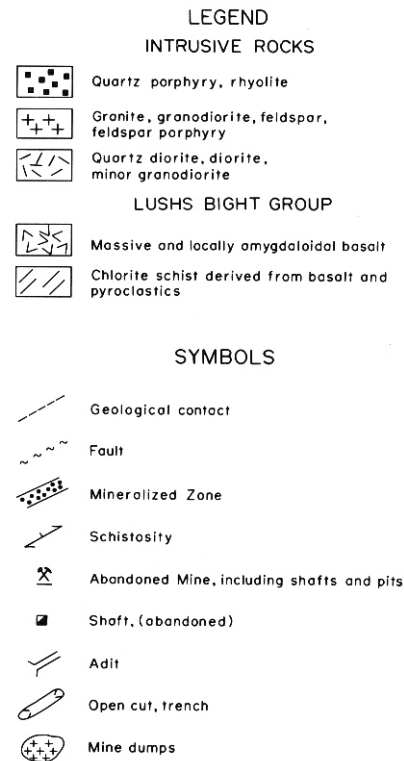 LEGEND
INTRUSIVE ROCKS
Quartz porphyry, rhyolite
Granite, granodiorite, feldspar,
feldspar porphyry
Quartz diorite, diorite,
minor granodiorite
LUSHS BIGHT GROUP
Massive and locally amygdaloidal basalt
Chlorite schist derived from basalt and
pyroclastics
SYMBOLS
Geological contact
Fault
Mineralized Zone
Schistosity
Abandoned Mine, including shafts and pits
Shaft, (abandoned)
Adit
Open cut, trench
Mine dumps